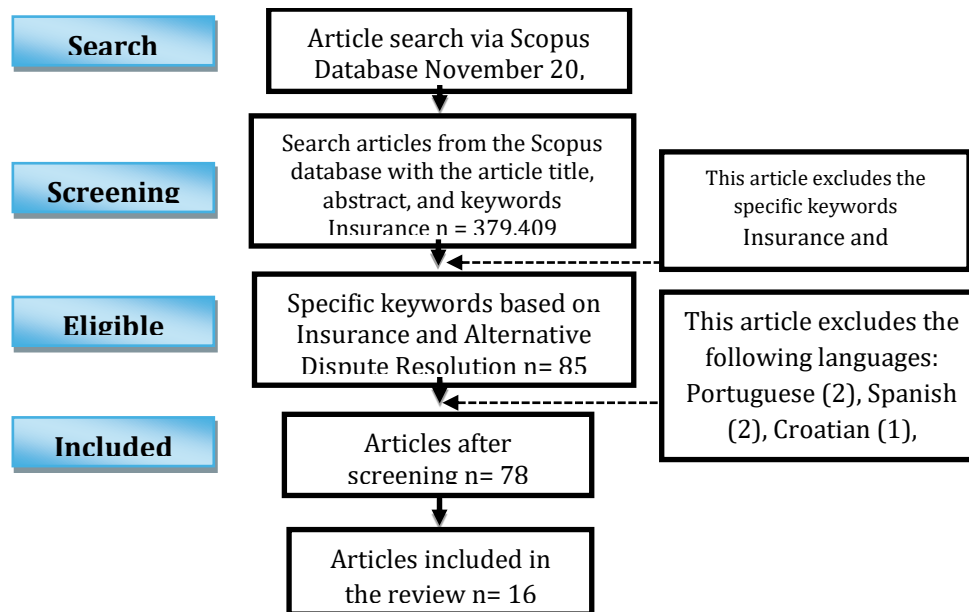 Search
Article search via Scopus
Database November 20,
Screening
Search articles from the Scopus
database with the article title,
abstract, and keywords
Insurance n = 379.409
This article excludes the
specific keywords
Insurance and
Eligible
Specific keywords based on
Insurance and Alternative
Dispute Resolution n= 85
This article excludes the
following languages:
Portuguese (2), Spanish
(2), Croatian (1),
Included
Articles after
screening n= 78
Articles included in
the review n= 16